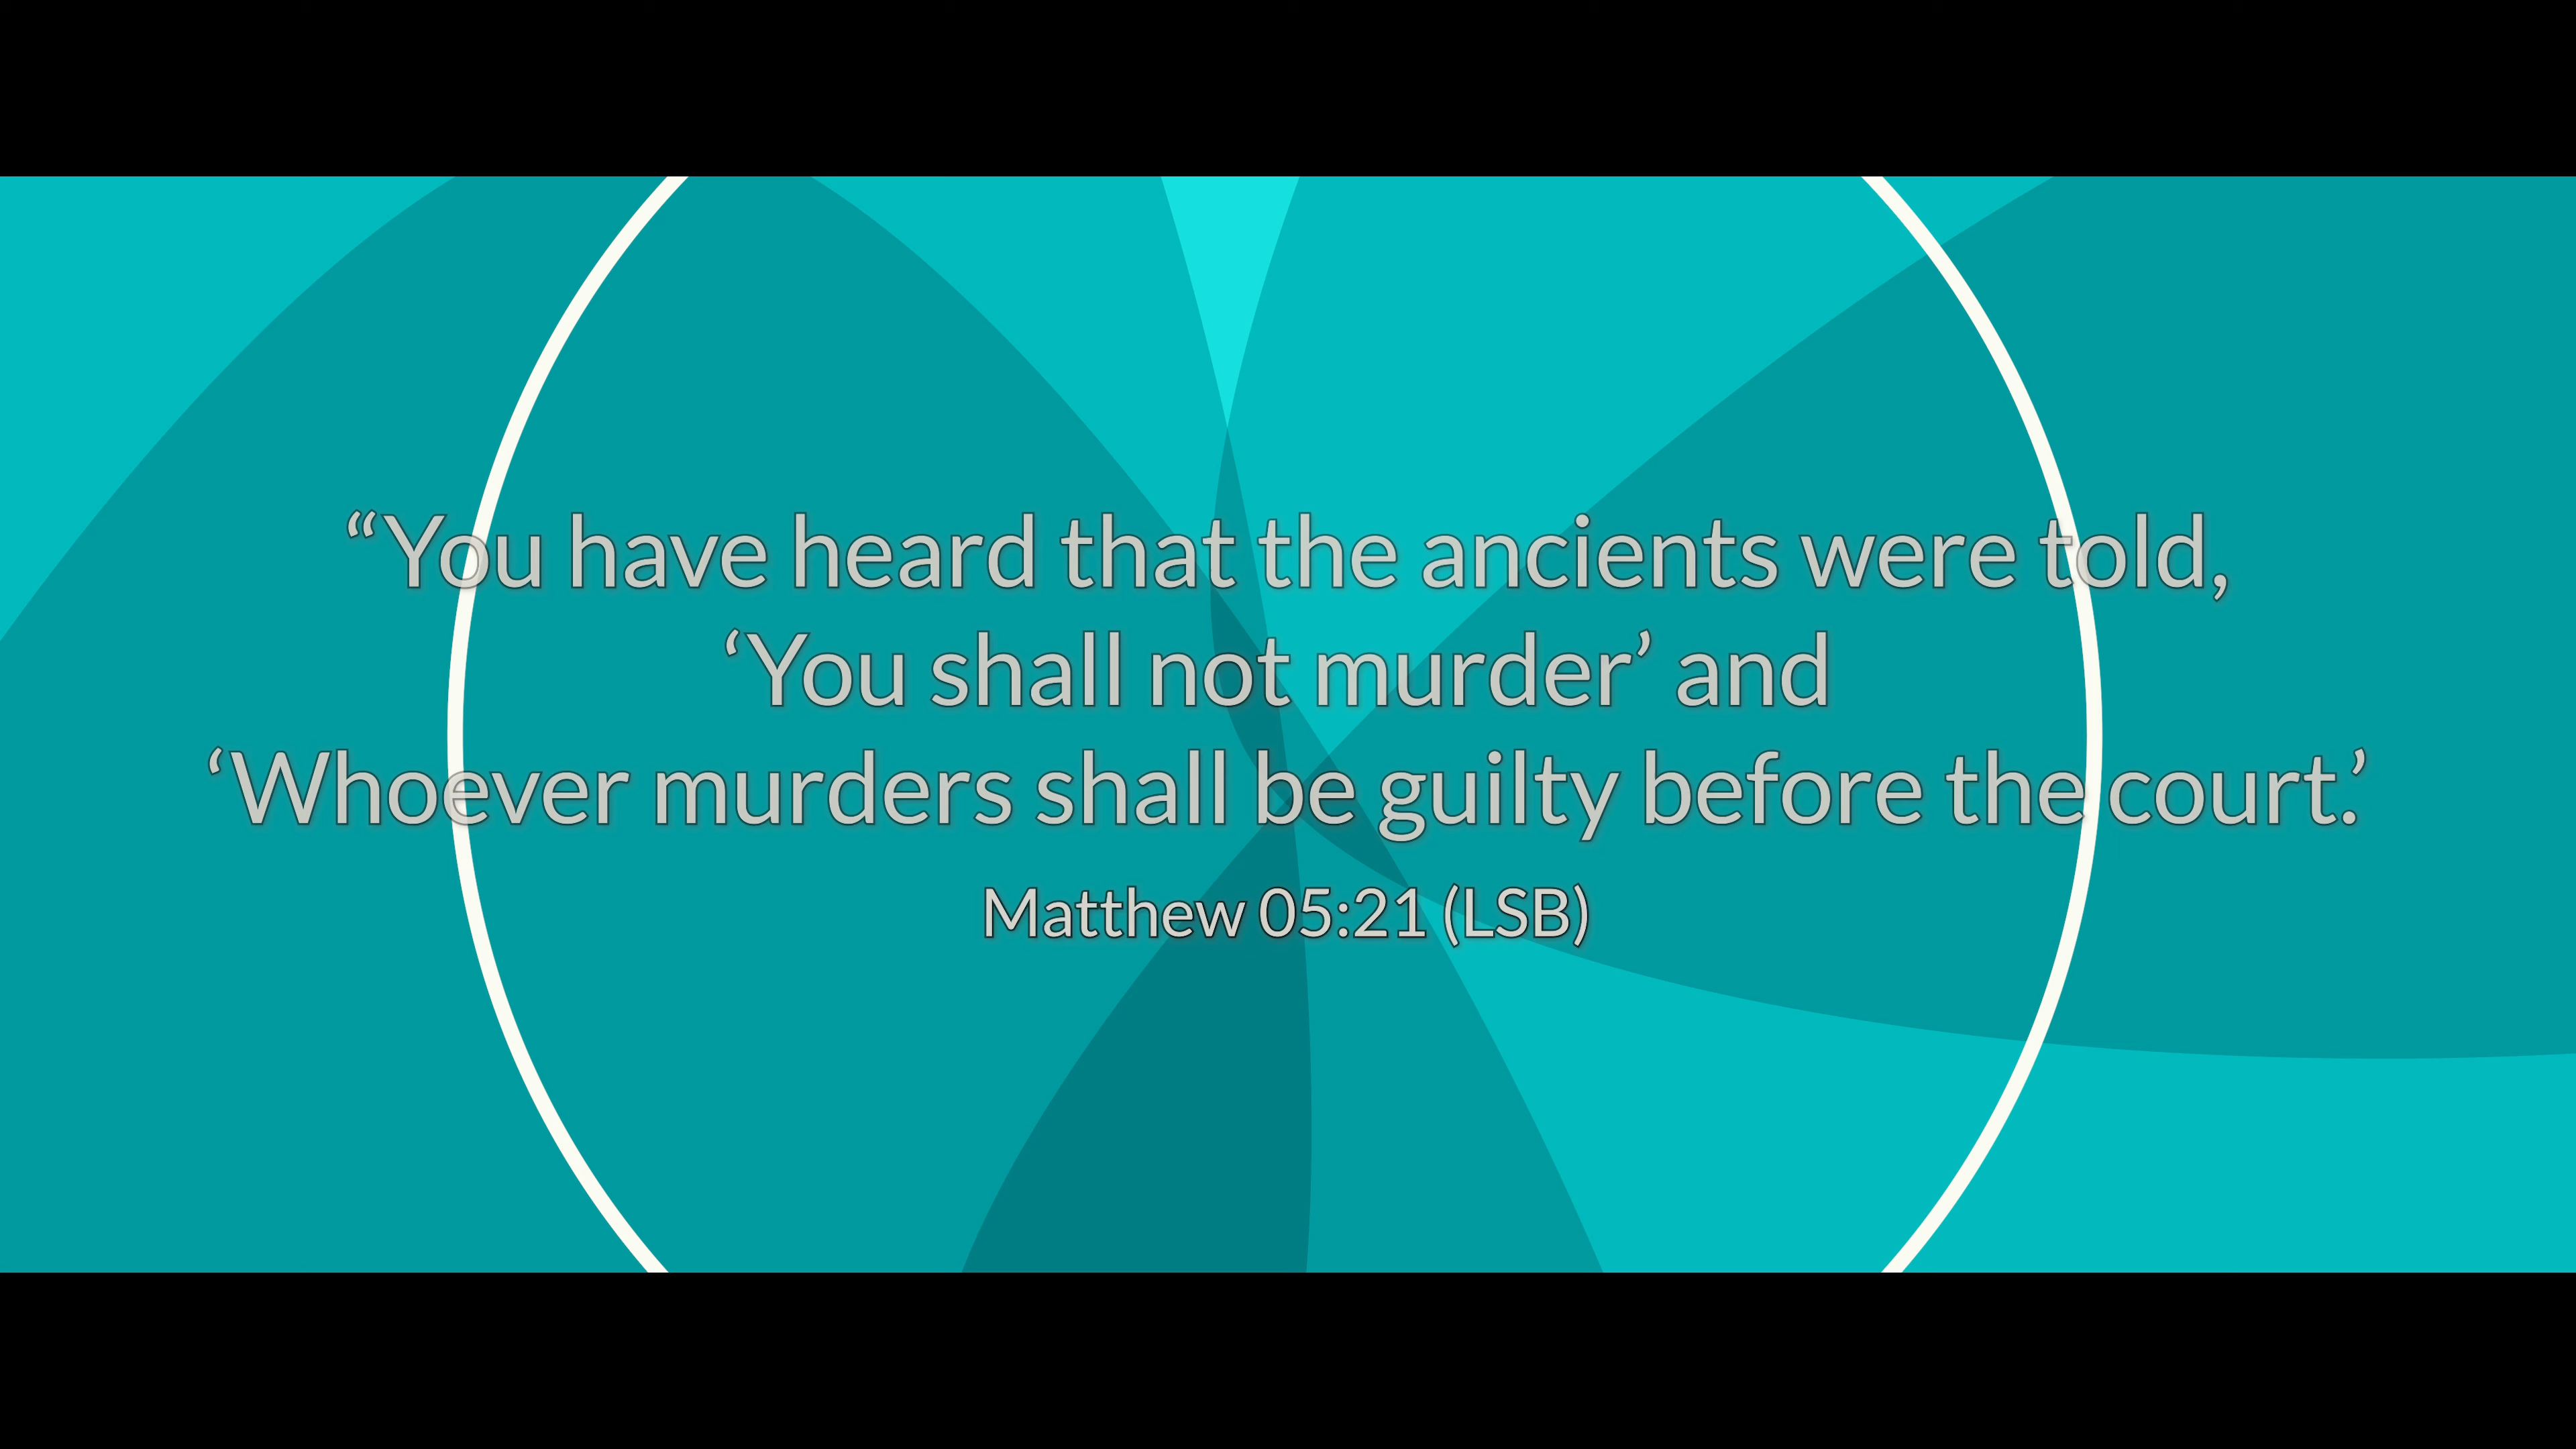 “You have heard that the ancients were told,
‘You shall not murder’ and
‘Whoever murders shall be guilty before the court.’
Matthew 05:21 (LSB)